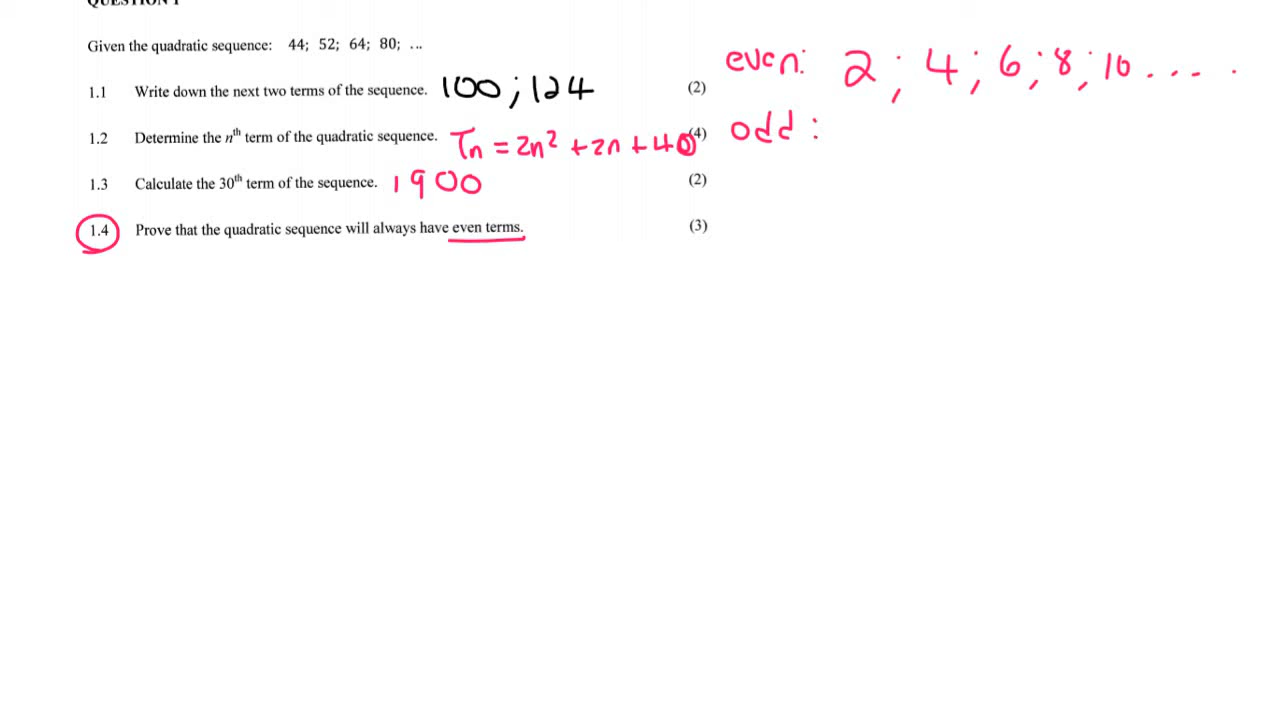 Given the quadratic sequence: 44; 52; 64; 80; ...
even: 2 ; 4 ; 6 ; 8 ; 10 ....
1.1 Write down the next two terms of the sequence. 100 ; 124 (2)
1.2 Determine the nth term of the quadratic sequence. Tn = 2n² + 2n + 40 (4)
odd :
1.3 Calculate the 30th term of the sequence. 1900 (2)
1.4 Prove that the quadratic sequence will always have even terms. (3)